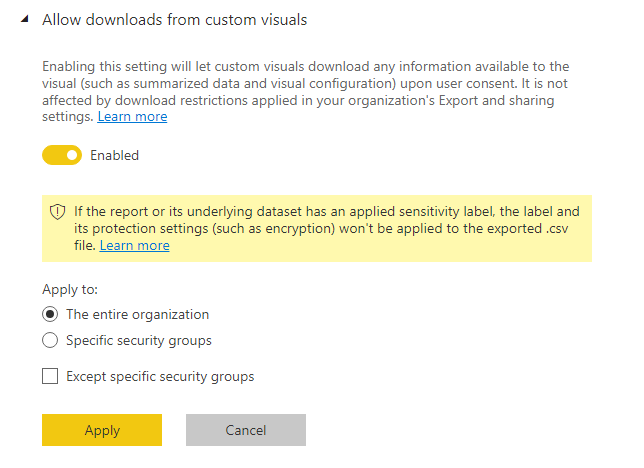 Allow downloads from custom visuals
Enabling this setting will let custom visuals download any information available to the
visual (such as summarized data and visual configuration) upon user consent. It is not
affected by download restrictions applied in your organization's Export and sharing
settings. Learn more
Enabled
If the report or its underlying dataset has an applied sensitivity label, the label and
its protection settings (such as encryption) won't be applied to the exported .csv
file. Learn more
Apply to:
The entire organization
Specific security groups
Except specific security groups
Apply
Cancel